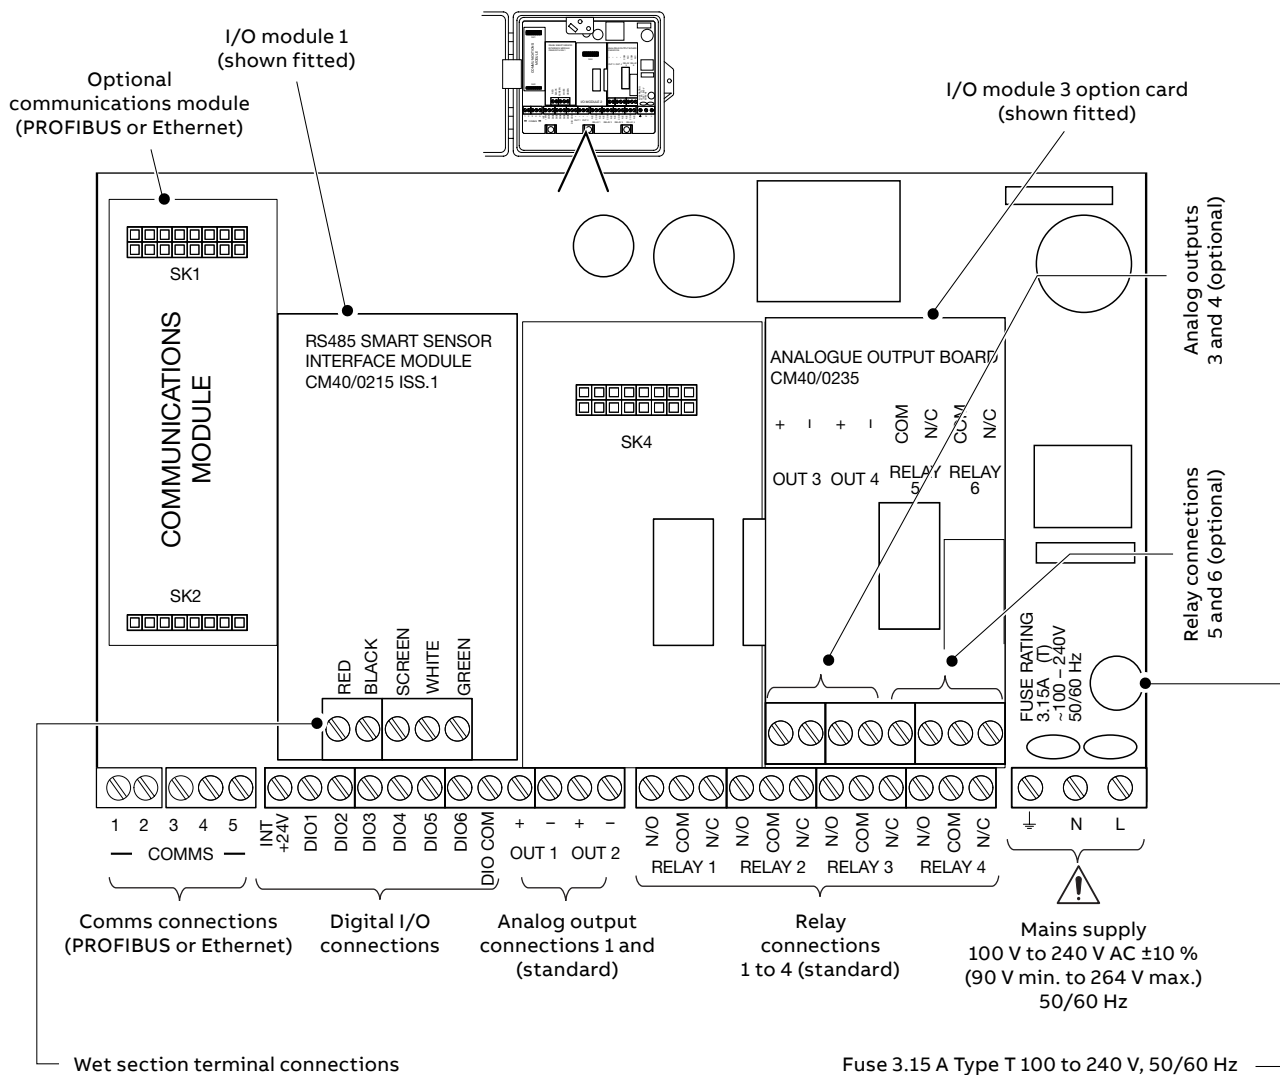 I/O module 1
(shown fitted)
Optional
communications module
(PROFIBUS or Ethernet)
I/O module 3 option card
(shown fitted)
Analog outputs
3 and 4 (optional)
SK1
COMMUNICATIONS
MODULE
SK2
RS485 SMART SENSOR
INTERFACE MODULE
CM40/0215 ISS.1
SK4
ANALOGUE OUTPUT BOARD
CM40/0235
+ – + – COM N/C COM N/C
OUT 3 OUT 4 RELAY 5 RELAY 6
Relay connections
5 and 6 (optional)
RED BLACK SCREEN WHITE GREEN
FUSE RATING
3.15A (T)
~100 – 240V
50/60 Hz
1 2 3 4 5
COMMS
INT +24V DIO1 DIO2 DIO3 DIO4 DIO5 DIO6 DIO COM
+ – + –
OUT 1 OUT 2
N/O COM N/C N/O COM N/C N/O COM N/C N/O COM N/C
RELAY 1 RELAY 2 RELAY 3 RELAY 4
N L
Comms connections
(PROFIBUS or Ethernet)
Digital I/O
connections
Analog output
connections 1 and
(standard)
Relay
connections
1 to 4 (standard)
Mains supply
100 V to 240 V AC ±10 %
(90 V min. to 264 V max.)
50/60 Hz
Wet section terminal connections
Fuse 3.15 A Type T 100 to 240 V, 50/60 Hz